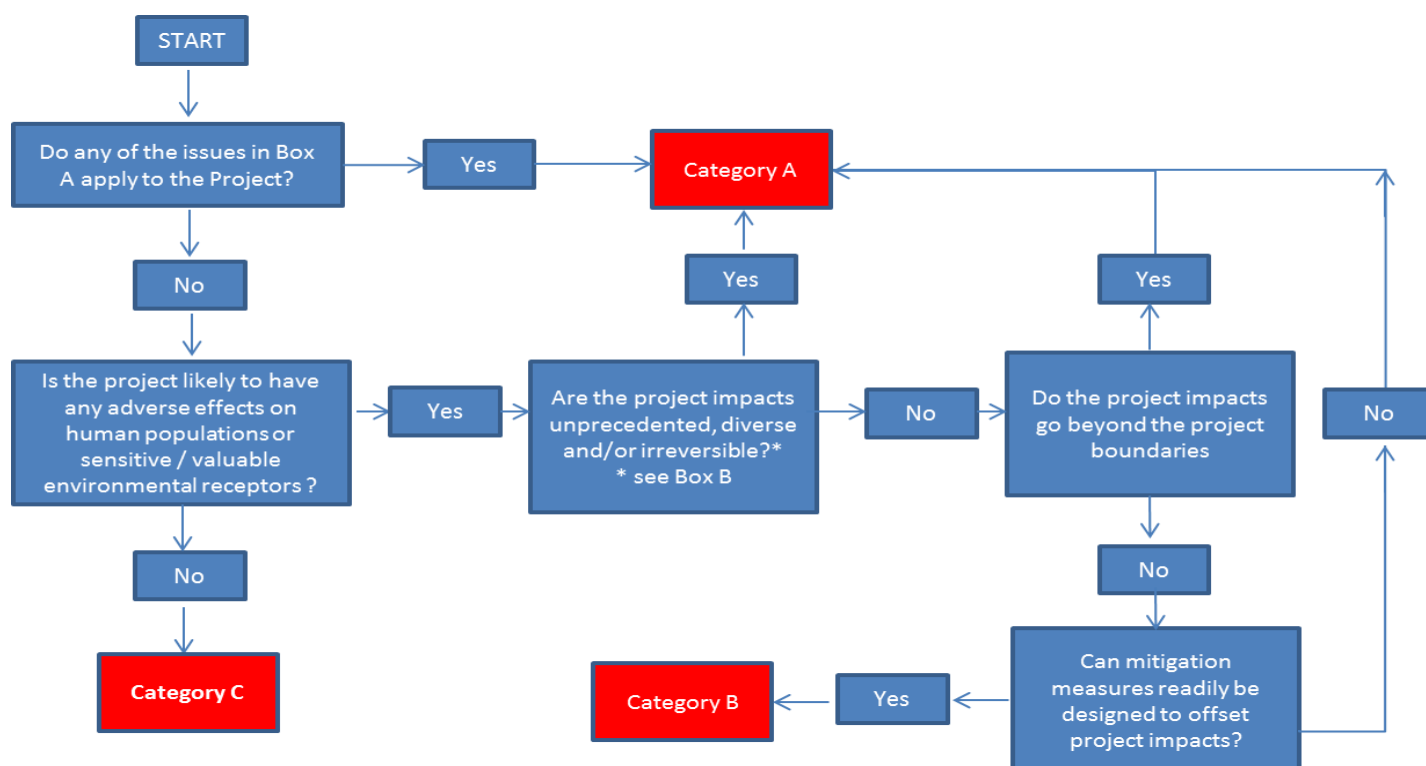 START
Do any of the issues in Box
A apply to the Project?
Yes
Category A
No
Yes
Yes
Is the project likely to have
any adverse effects on
human populations or
sensitive / valuable
environmental receptors ?
Yes
Are the project impacts
unprecedented, diverse
and/or irreversible?*
* see Box B
No
Do the project impacts
go beyond the project
boundaries
No
No
No
Category C
Category B
Yes
Can mitigation
measures readily be
designed to offset
project impacts?